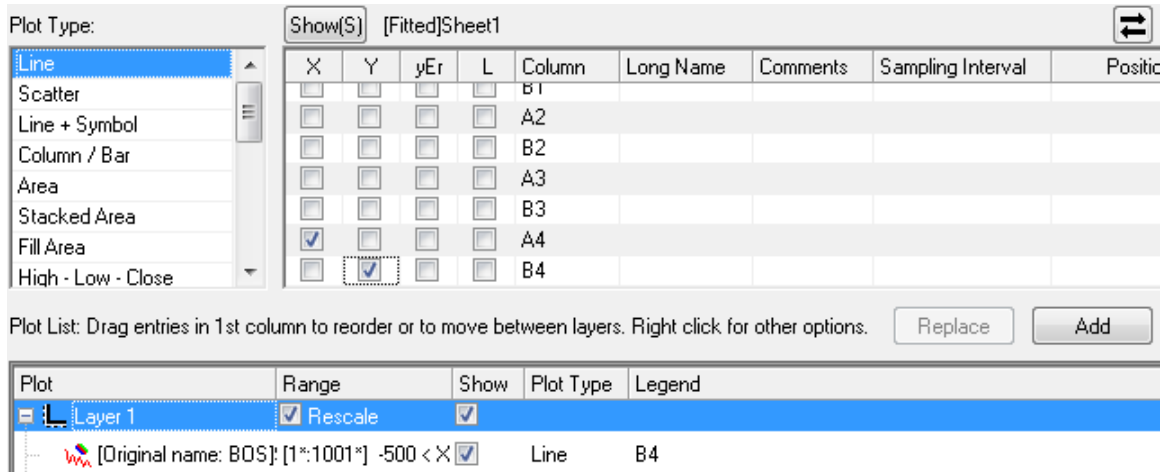 Plot Type: Show(S) [Fitted]Sheet1
Line
Scatter
Line + Symbol
Column / Bar
Area
Stacked Area
Fill Area
High - Low - Close
X Y yEr L Column Long Name Comments Sampling Interval Positic
B1
A2
B2
A3
B3
A4
B4
Plot List: Drag entries in 1st column to reorder or to move between layers. Right click for other options. Replace Add
Plot Range Show Plot Type Legend
Layer 1 Rescale
[Original name: BOS]! [1*:1001*] -500 < X Line B4